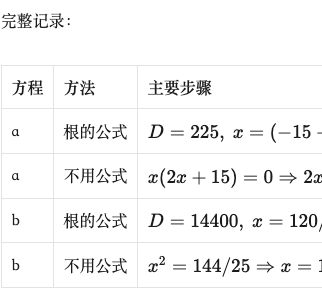 完整记录：
方程 方法 主要步骤
a 根的公式 D = 225, x = (−15
a 不用公式 x(2x + 15) = 0 ⇒ 2x
b 根的公式 D = 14400, x = 120/
b 不用公式 x² = 144/25 ⇒ x = 1